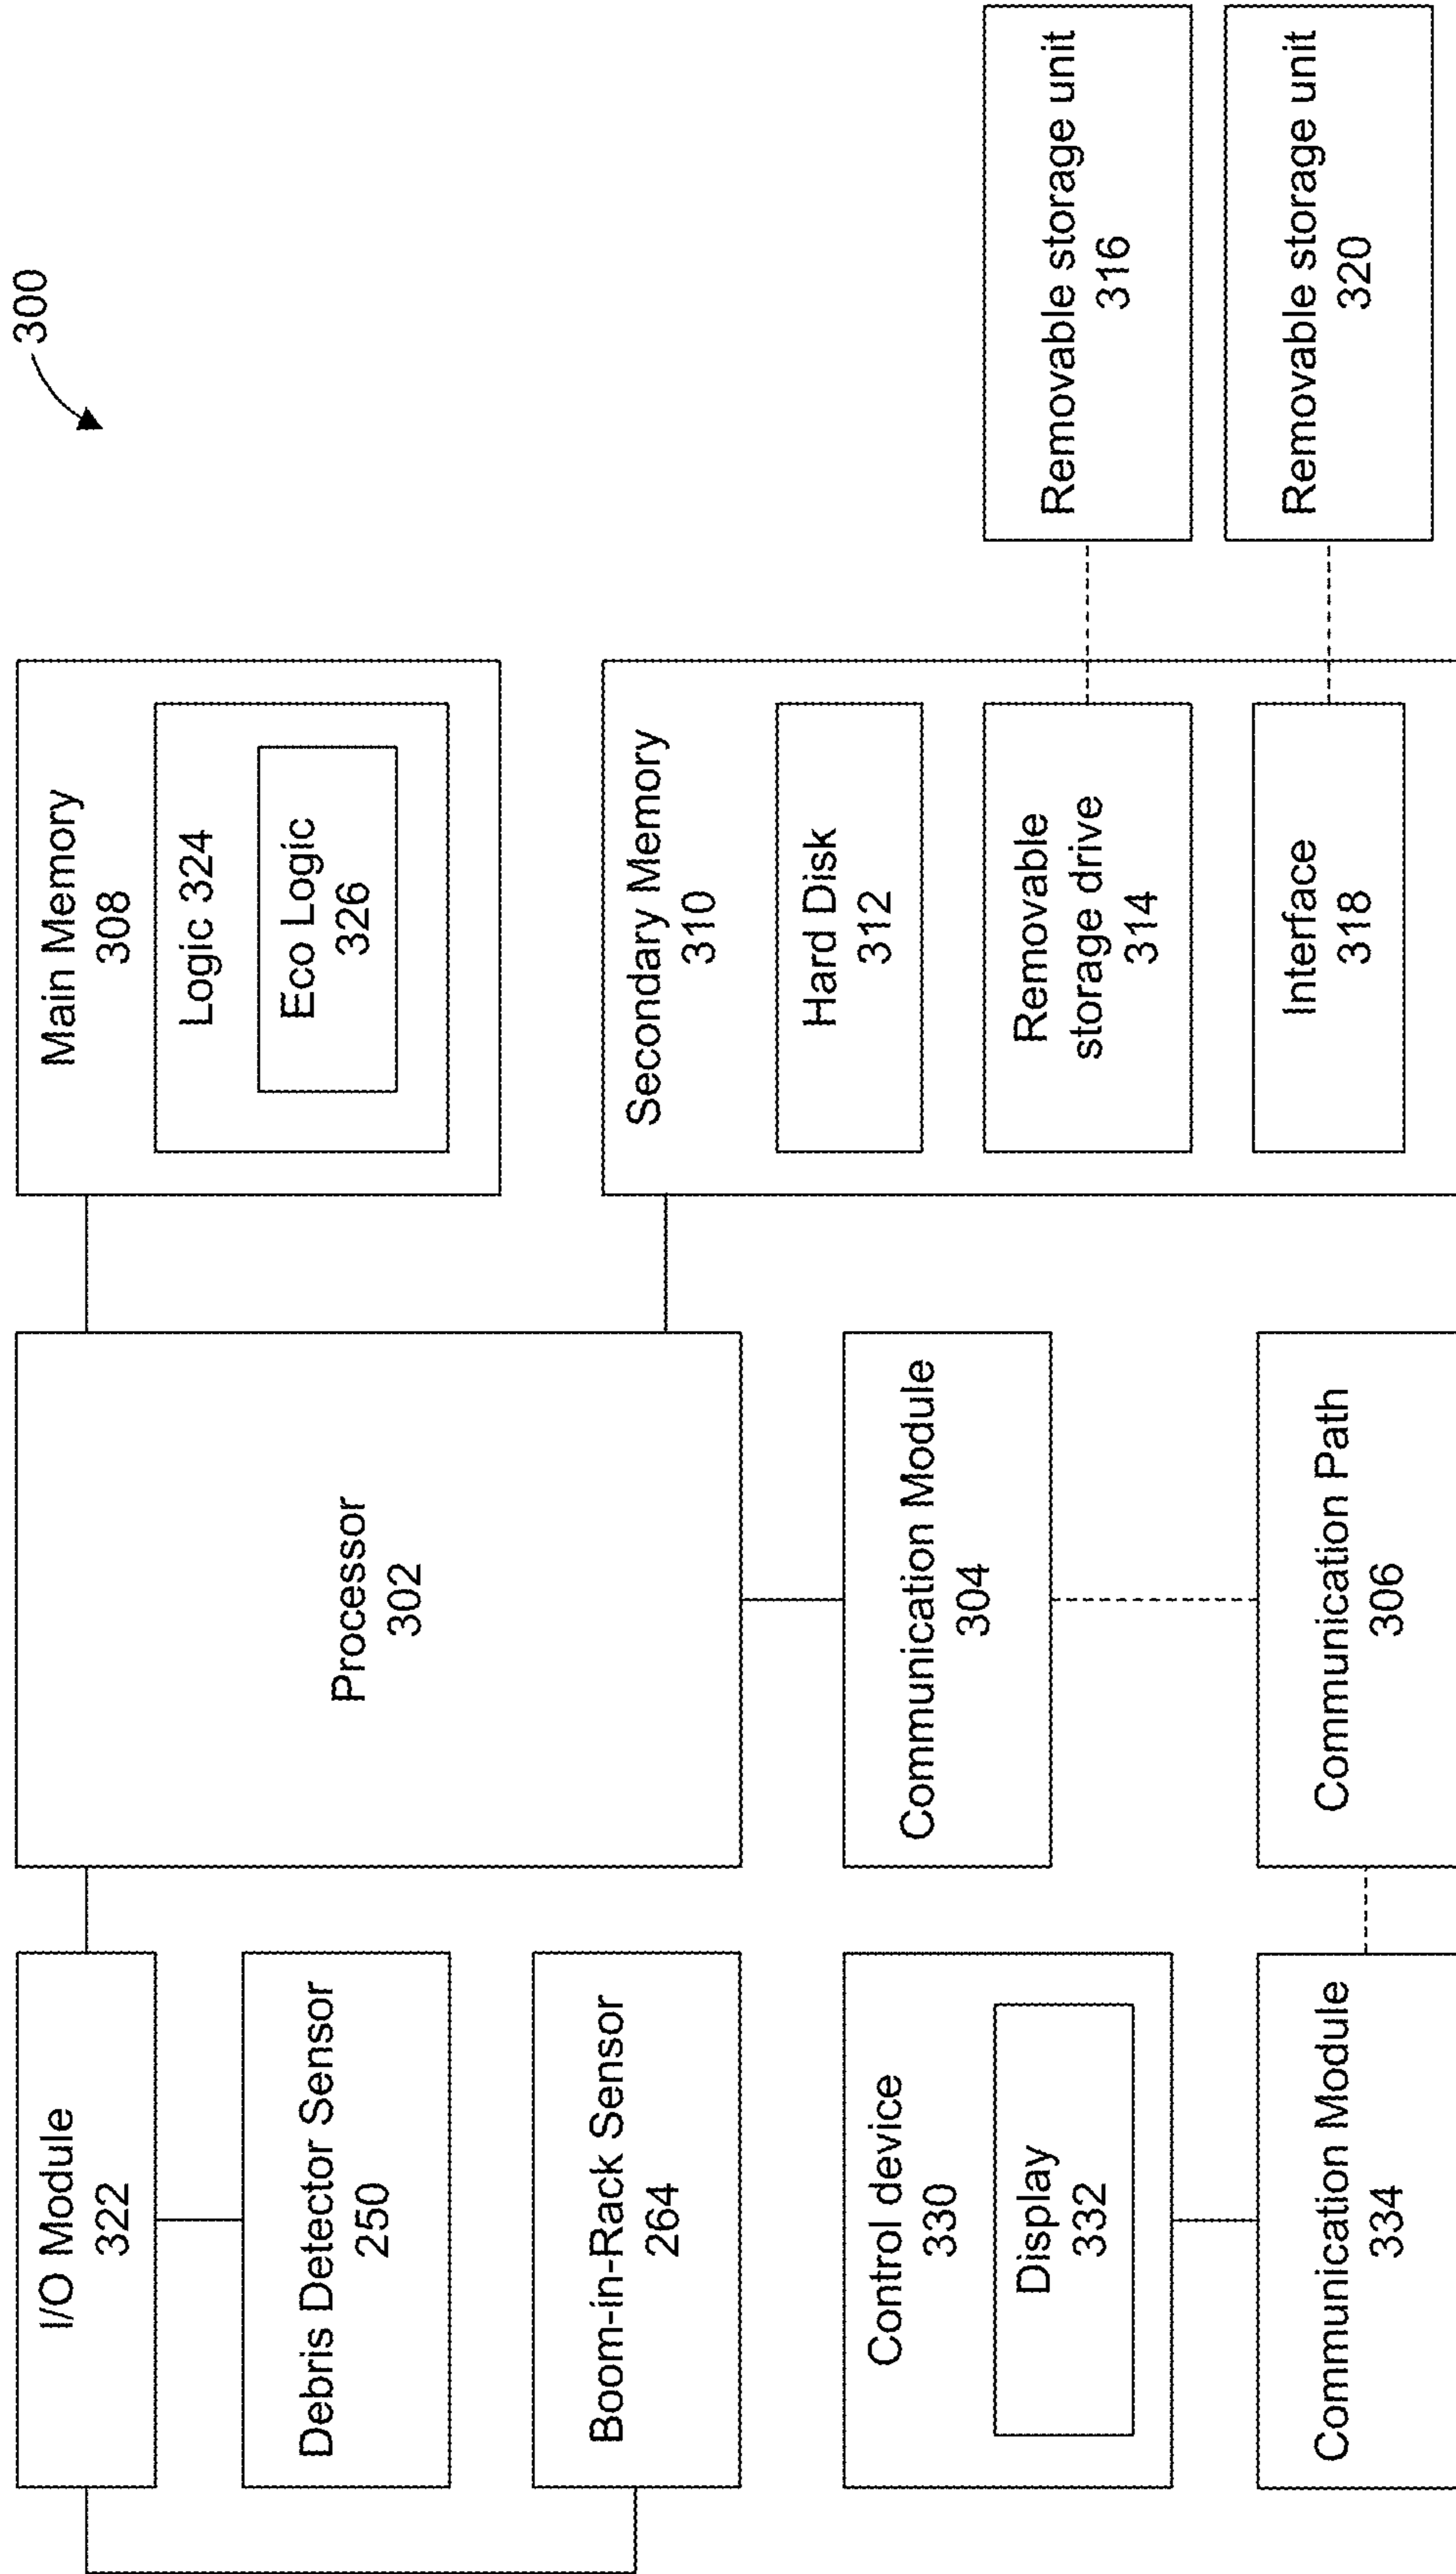 300
I/O Module
322
Debris Detector Sensor
250
Boom-in-Rack Sensor
264
Control device
330
Display
332
Communication Module
334
Processor
302
Communication Module
304
Communication Path
306
Main Memory
308
Logic 324
Eco Logic
326
Secondary Memory
310
Hard Disk
312
Removable
storage drive
314
Interface
318
Removable storage unit
316
Removable storage unit
320